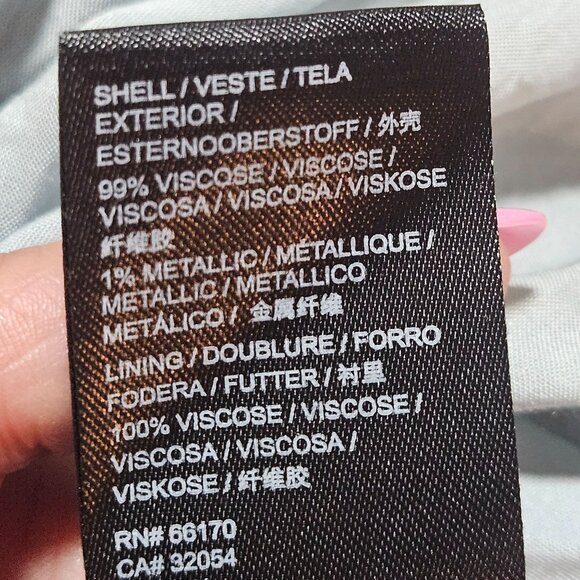 SHELL / VESTE / TELA
EXTERIOR /
ESTERNOOBERSTOFF / 外壳
99% VISCOSE / VISCOSE /
VISCOSA / VISCOSA / VISKOSE
纤维胶
1% METALLIC / MÉTALLIQUE /
METALLIC / METALLICO
METÁLICO / 金属纤维
LINING / DOUBLURE / FORRO
FODERA / FUTTER / 衬里
100% VISCOSE / VISCOSE /
VISCOSA / VISCOSA /
VISKOSE / 纤维胶
RN# 66170
CA# 32054